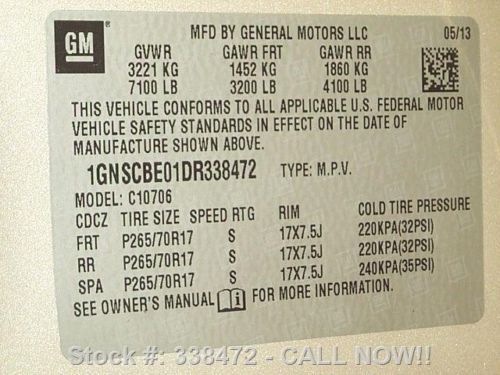 GM
MFD BY GENERAL MOTORS LLC 05/13
GVWR GAWR FRT GAWR RR
3221 KG 1452 KG 1860 KG
7100 LB 3200 LB 4100 LB
THIS VEHICLE CONFORMS TO ALL APPLICABLE U.S. FEDERAL MOTOR
VEHICLE SAFETY STANDARDS IN EFFECT ON THE DATE OF
MANUFACTURE SHOWN ABOVE.
1GNSCBE01DR338472 TYPE: M.P.V.
MODEL: C10706
CDCZ TIRE SIZE SPEED RTG RIM COLD TIRE PRESSURE
FRT P265/70R17 S 17X7.5J 220KPA(32PSI)
RR P265/70R17 S 17X7.5J 220KPA(32PSI)
SPA P265/70R17 S 17X7.5J 240KPA(35PSI)
SEE OWNER'S MANUAL i FOR MORE INFORMATION.
Stock #: 338472 - CALL NOW!!